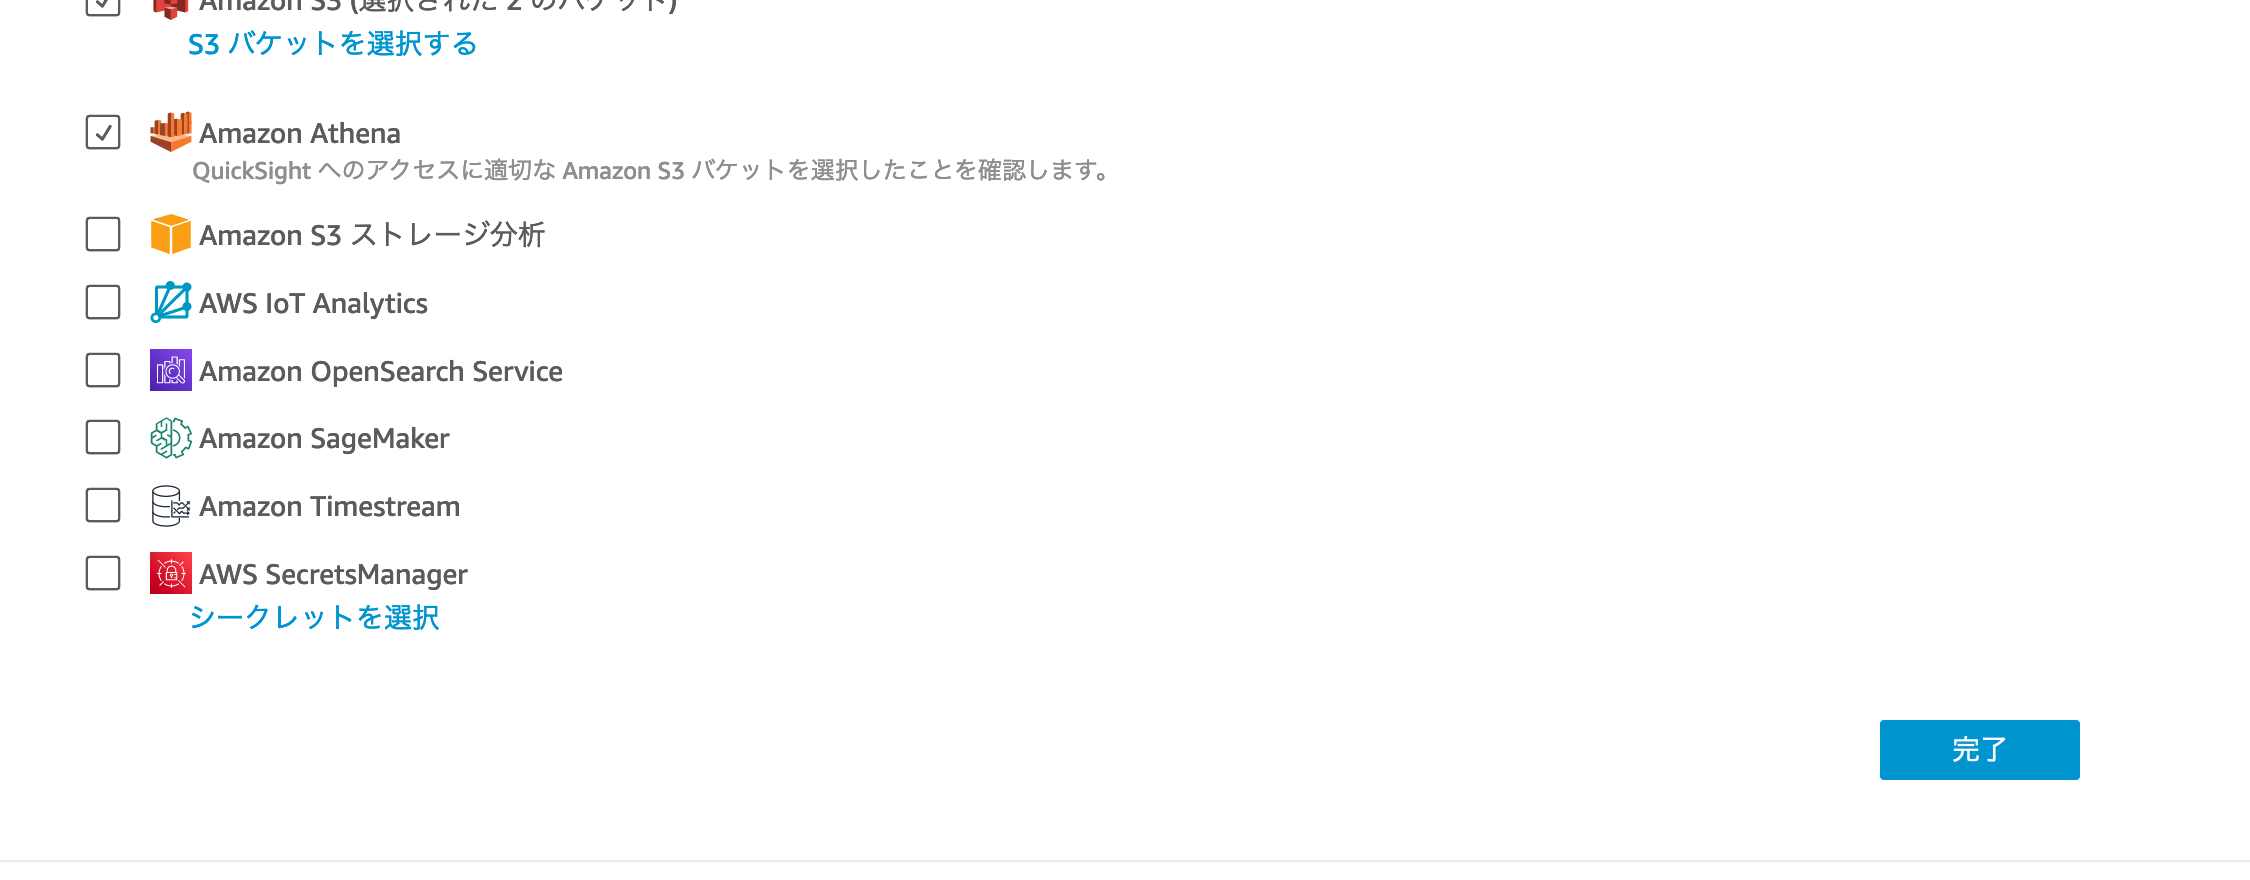 Amazon S3 (選択された 2 のバケット)
S3 バケットを選択する
Amazon Athena
QuickSight へのアクセスに適切な Amazon S3 バケットを選択したことを確認します。
Amazon S3 ストレージ分析
AWS IoT Analytics
Amazon OpenSearch Service
Amazon SageMaker
Amazon Timestream
AWS SecretsManager
シークレットを選択
完了